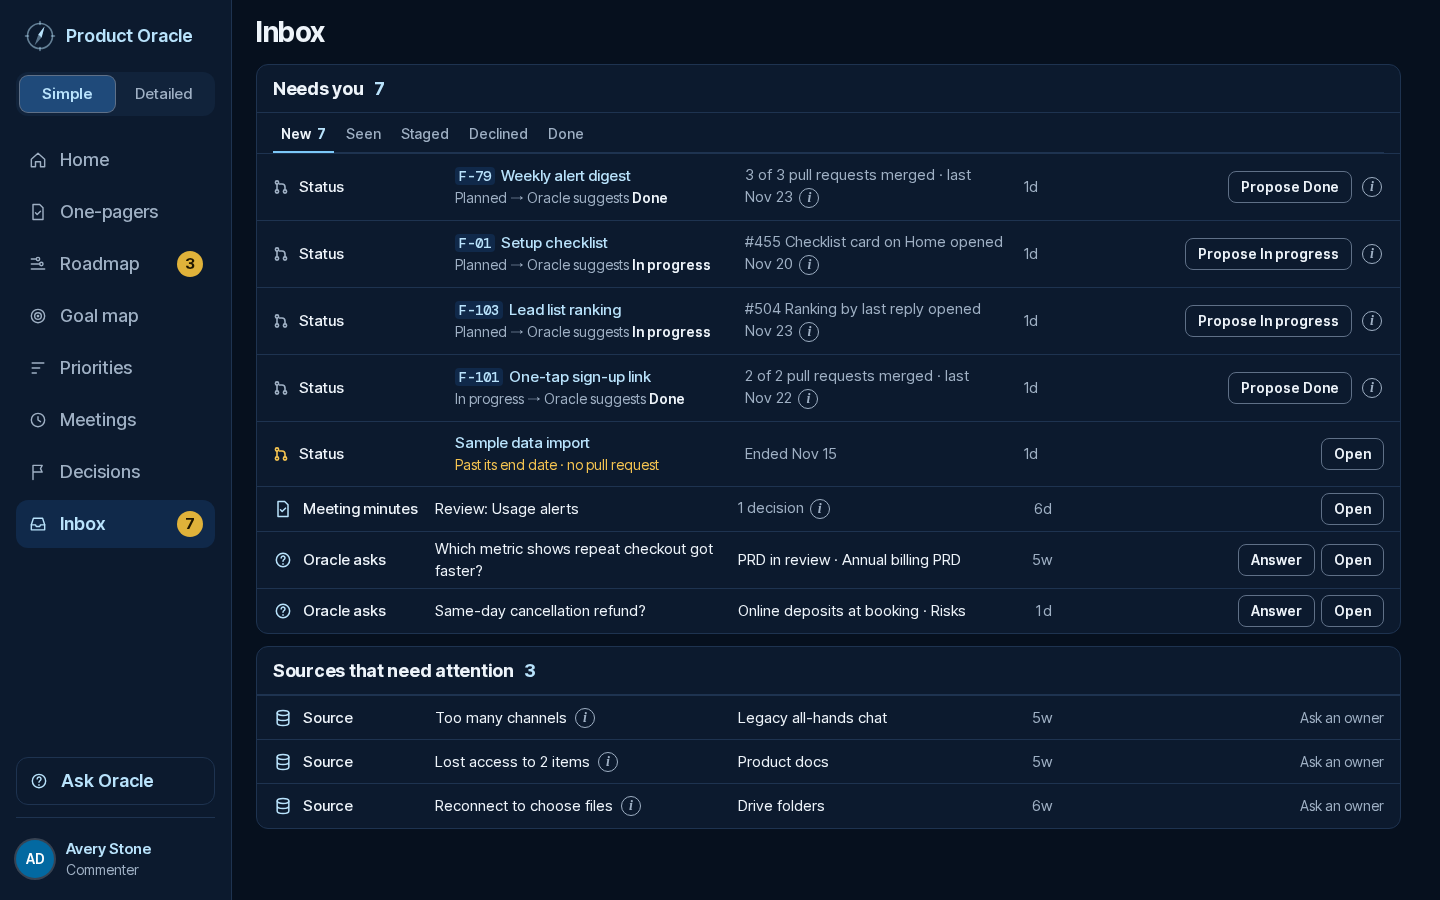 Product Oracle
Simple
Detailed
Home
One-pagers
Roadmap 3
Goal map
Priorities
Meetings
Decisions
Inbox 7
Ask Oracle
AD
Avery Stone
Commenter
Inbox
Needs you 7
New 7
Seen
Staged
Declined
Done
Status
F-79 Weekly alert digest
Planned → Oracle suggests Done
3 of 3 pull requests merged · last
Nov 23 i
1d
Propose Done
i
Status
F-01 Setup checklist
Planned → Oracle suggests In progress
#455 Checklist card on Home opened
Nov 20 i
1d
Propose In progress
i
Status
F-103 Lead list ranking
Planned → Oracle suggests In progress
#504 Ranking by last reply opened
Nov 23 i
1d
Propose In progress
i
Status
F-101 One-tap sign-up link
In progress → Oracle suggests Done
2 of 2 pull requests merged · last
Nov 22 i
1d
Propose Done
i
Status
Sample data import
Past its end date · no pull request
Ended Nov 15
1d
Open
Meeting minutes
Review: Usage alerts
1 decision i
6d
Open
Oracle asks
Which metric shows repeat checkout got
faster?
PRD in review · Annual billing PRD
5w
Answer
Open
Oracle asks
Same-day cancellation refund?
Online deposits at booking · Risks
1d
Answer
Open
Sources that need attention 3
Source
Too many channels i
Legacy all-hands chat
5w
Ask an owner
Source
Lost access to 2 items i
Product docs
5w
Ask an owner
Source
Reconnect to choose files i
Drive folders
6w
Ask an owner